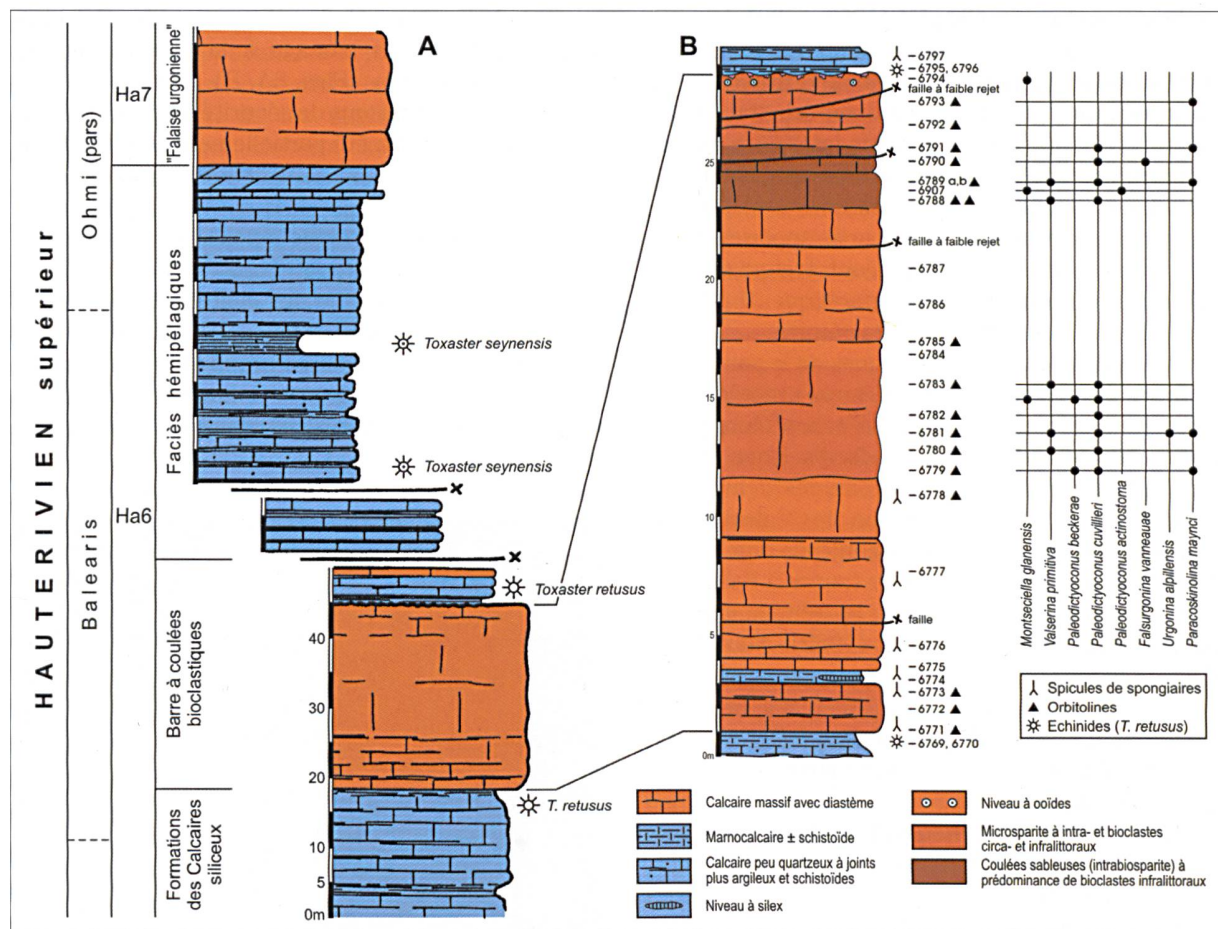 HAUTERIVIEN supérieur
Ohmi (pars)
Balearis
Ha7
Ha6
"Falaise urgonienne"
Faciès hémipélagiques
Barre à coulées
bioclastiques
Formations
des Calcaires
siliceux
A
Toxaster seynensis
Toxaster seynensis
Toxaster retusus
T. retusus
40
30
20
10
5
0m
B
25
20
15
10
5
0m
6797
6795, 6796
6794
faille à faible rejet
6793
6792
6791
6790
6789 a,b
6907
6788
faille à faible rejet
6787
6786
6785
6784
6783
6782
6781
6780
6779
6778
6777
faille
6776
6775
6774
6773
6772
6771
6769, 6770
Montseciella glanensis
Valserina primitiva
Paleodictyoconus beckerae
Paleodictyoconus cuvillieri
Paleodictyoconus actinostoma
Falsurgonina vanneauae
Urgonina alpillensis
Paracoskinolina maynci
Spicules de spongiaires
Orbitolines
Echinides (T. retusus)
Calcaire massif avec diastème
Marnocalcaire ± schistoïde
Calcaire peu quartzeux à joints
plus argileux et schistoïdes
Niveau à silex
Niveau à ooïdes
Microsparite à intra- et bioclastes
circa- et infralittoraux
Coulées sableuses (intrabiosparite) à
prédominance de bioclastes infralittoraux